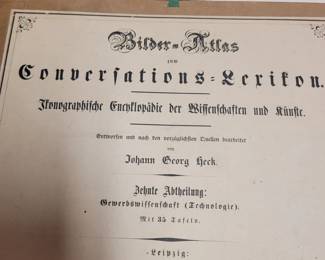 Bilder-Atlas
zum
Conversations-Lexikon.
Ikonographische Encyklopädie der Wissenschaften und Künste.
Entworfen und nach den vorzüglichsten Quellen bearbeitet
von
Johann Georg Heck.
Zehnte Abtheilung:
Gewerbswissenschaft (Technologie).
Mit 35 Tafeln.
Leipzig: